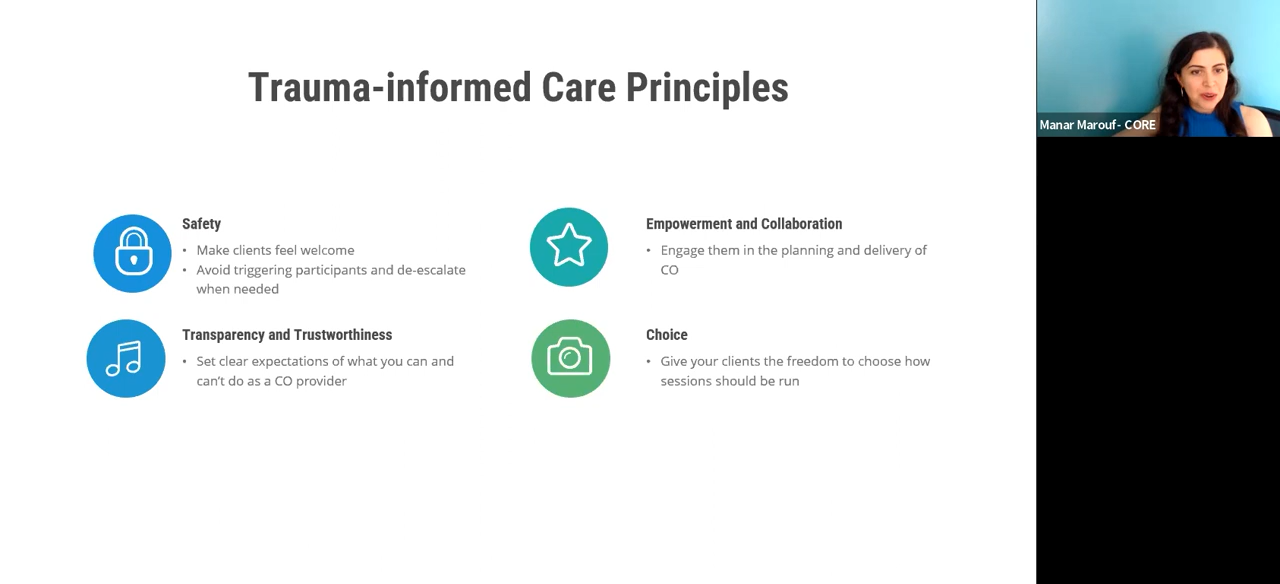 Trauma-informed Care Principles
Manar Marouf- CORE
Safety
• Make clients feel welcome
• Avoid triggering participants and de-escalate
when needed
Empowerment and Collaboration
• Engage them in the planning and delivery of
CO
Transparency and Trustworthiness
• Set clear expectations of what you can and
can't do as a CO provider
Choice
• Give your clients the freedom to choose how
sessions should be run